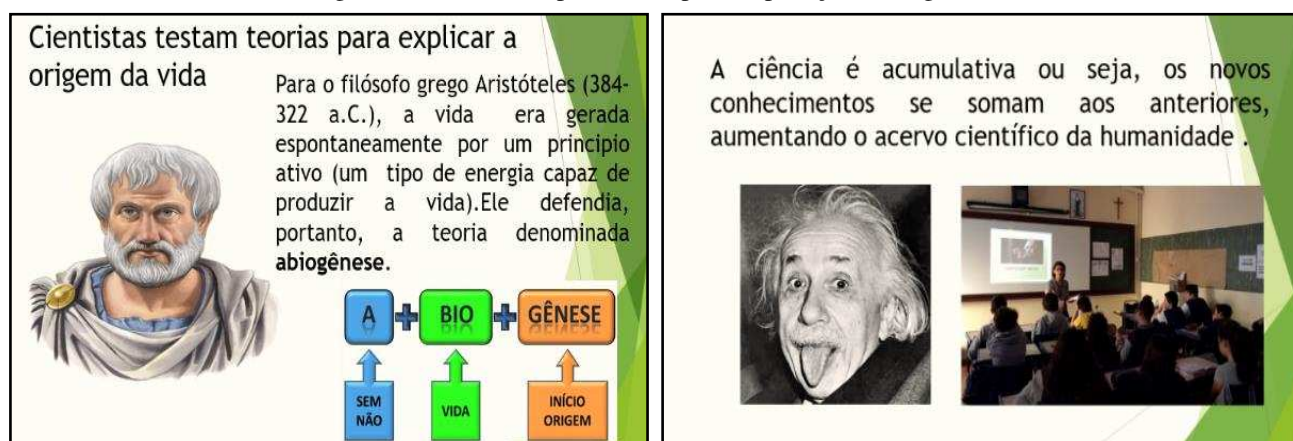 Cientistas testam teorias para explicar a
origem da vida
Para o filósofo grego Aristóteles (384-
322 a.C.), a vida era gerada
espontaneamente por um principio
ativo (um tipo de energia capaz de
produzir a vida).Ele defendia,
portanto, a teoria denominada
abiogênese.
A + BIO + GÊNESE
SEM
NÃO
VIDA
INÍCIO
ORIGEM
A ciência é acumulativa ou seja, os novos
conhecimentos se somam aos anteriores,
aumentando o acervo científico da humanidade .